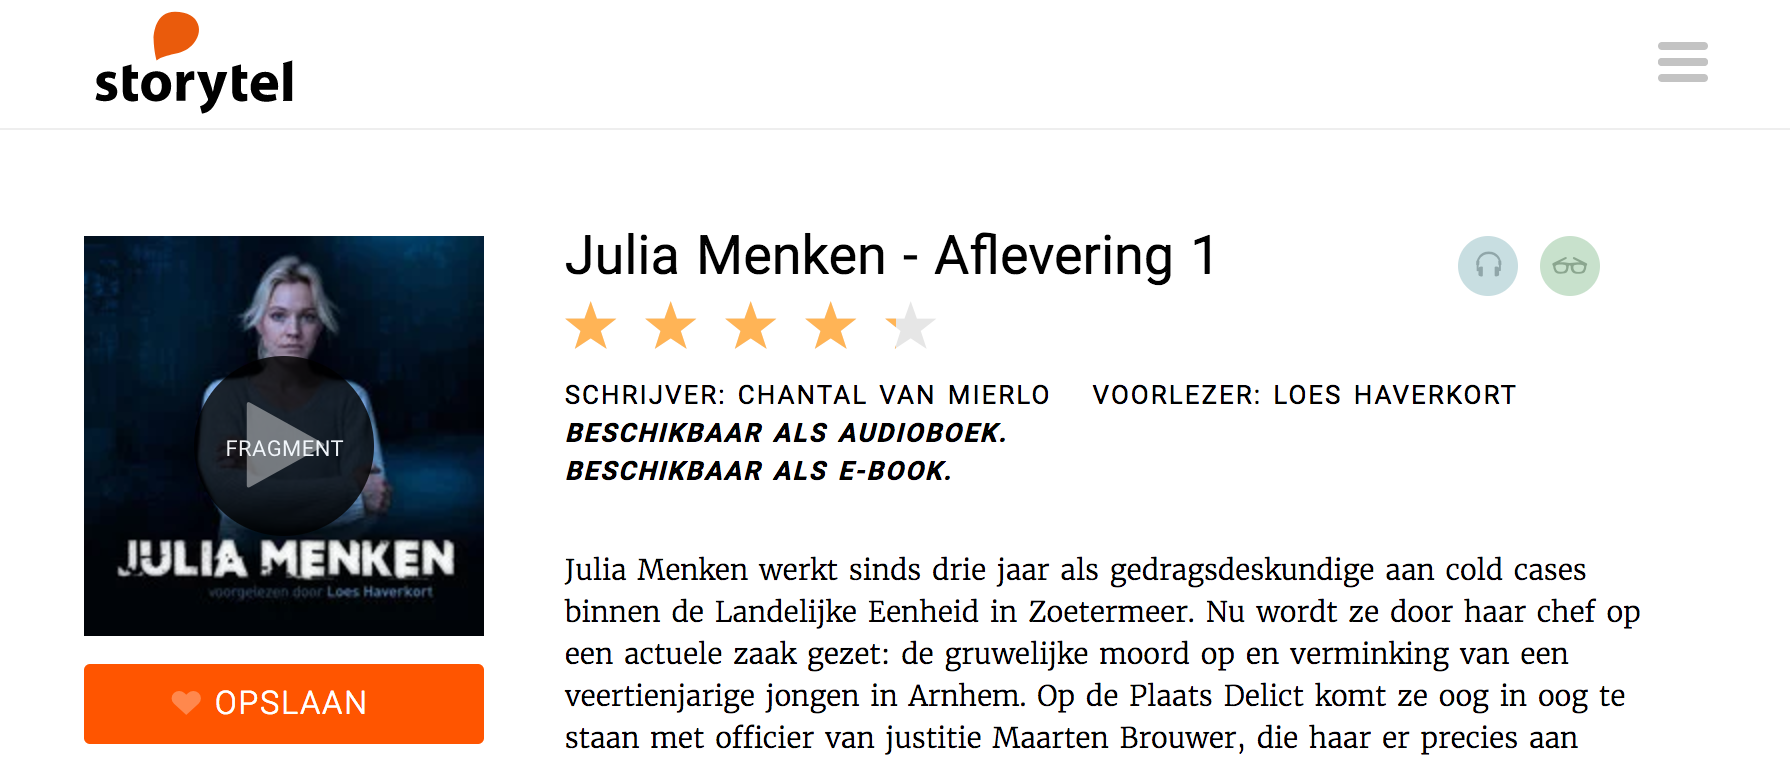 storytel
Julia Menken - Aflevering 1
SCHRIJVER: CHANTAL VAN MIERLO VOORLEZER: LOES HAVERKORT
BESCHIKBAAR ALS AUDIOBOEK.
BESCHIKBAAR ALS E-BOOK.
FRAGMENT
JULIA MENKEN
voorgelezen door Loes Haverkort
OPSLAAN
Julia Menken werkt sinds drie jaar als gedragsdeskundige aan cold cases
binnen de Landelijke Eenheid in Zoetermeer. Nu wordt ze door haar chef op
een actuele zaak gezet: de gruwelijke moord op en verminking van een
veertienjarige jongen in Arnhem. Op de Plaats Delict komt ze oog in oog te
staan met officier van justitie Maarten Brouwer, die haar er precies aan